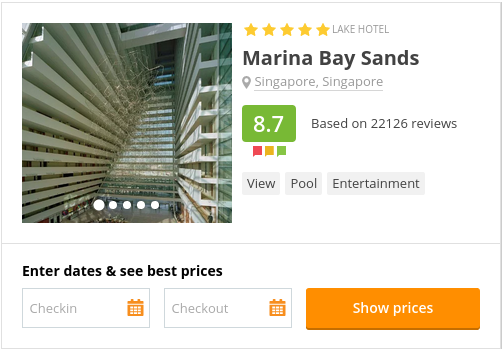 LAKE HOTEL
Marina Bay Sands
Singapore, Singapore
8.7 Based on 22126 reviews
View Pool Entertainment
Enter dates & see best prices
Checkin Checkout Show prices